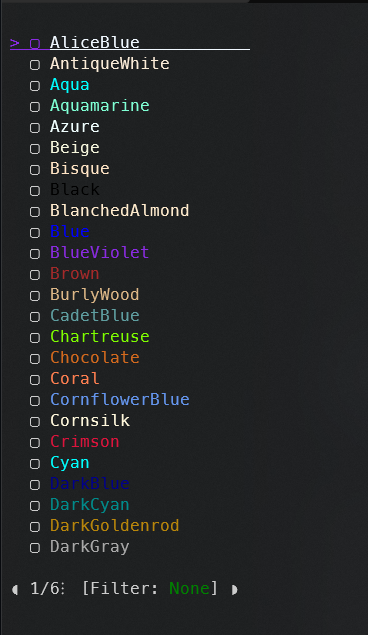 > ▢ AliceBlue
▢ AntiqueWhite
▢ Aqua
▢ Aquamarine
▢ Azure
▢ Beige
▢ Bisque
▢ Black
▢ BlanchedAlmond
▢ Blue
▢ BlueViolet
▢ Brown
▢ BurlyWood
▢ CadetBlue
▢ Chartreuse
▢ Chocolate
▢ Coral
▢ CornflowerBlue
▢ Cornsilk
▢ Crimson
▢ Cyan
▢ DarkBlue
▢ DarkCyan
▢ DarkGoldenrod
▢ DarkGray
◖ 1/6⁝ [Filter: None] ◗